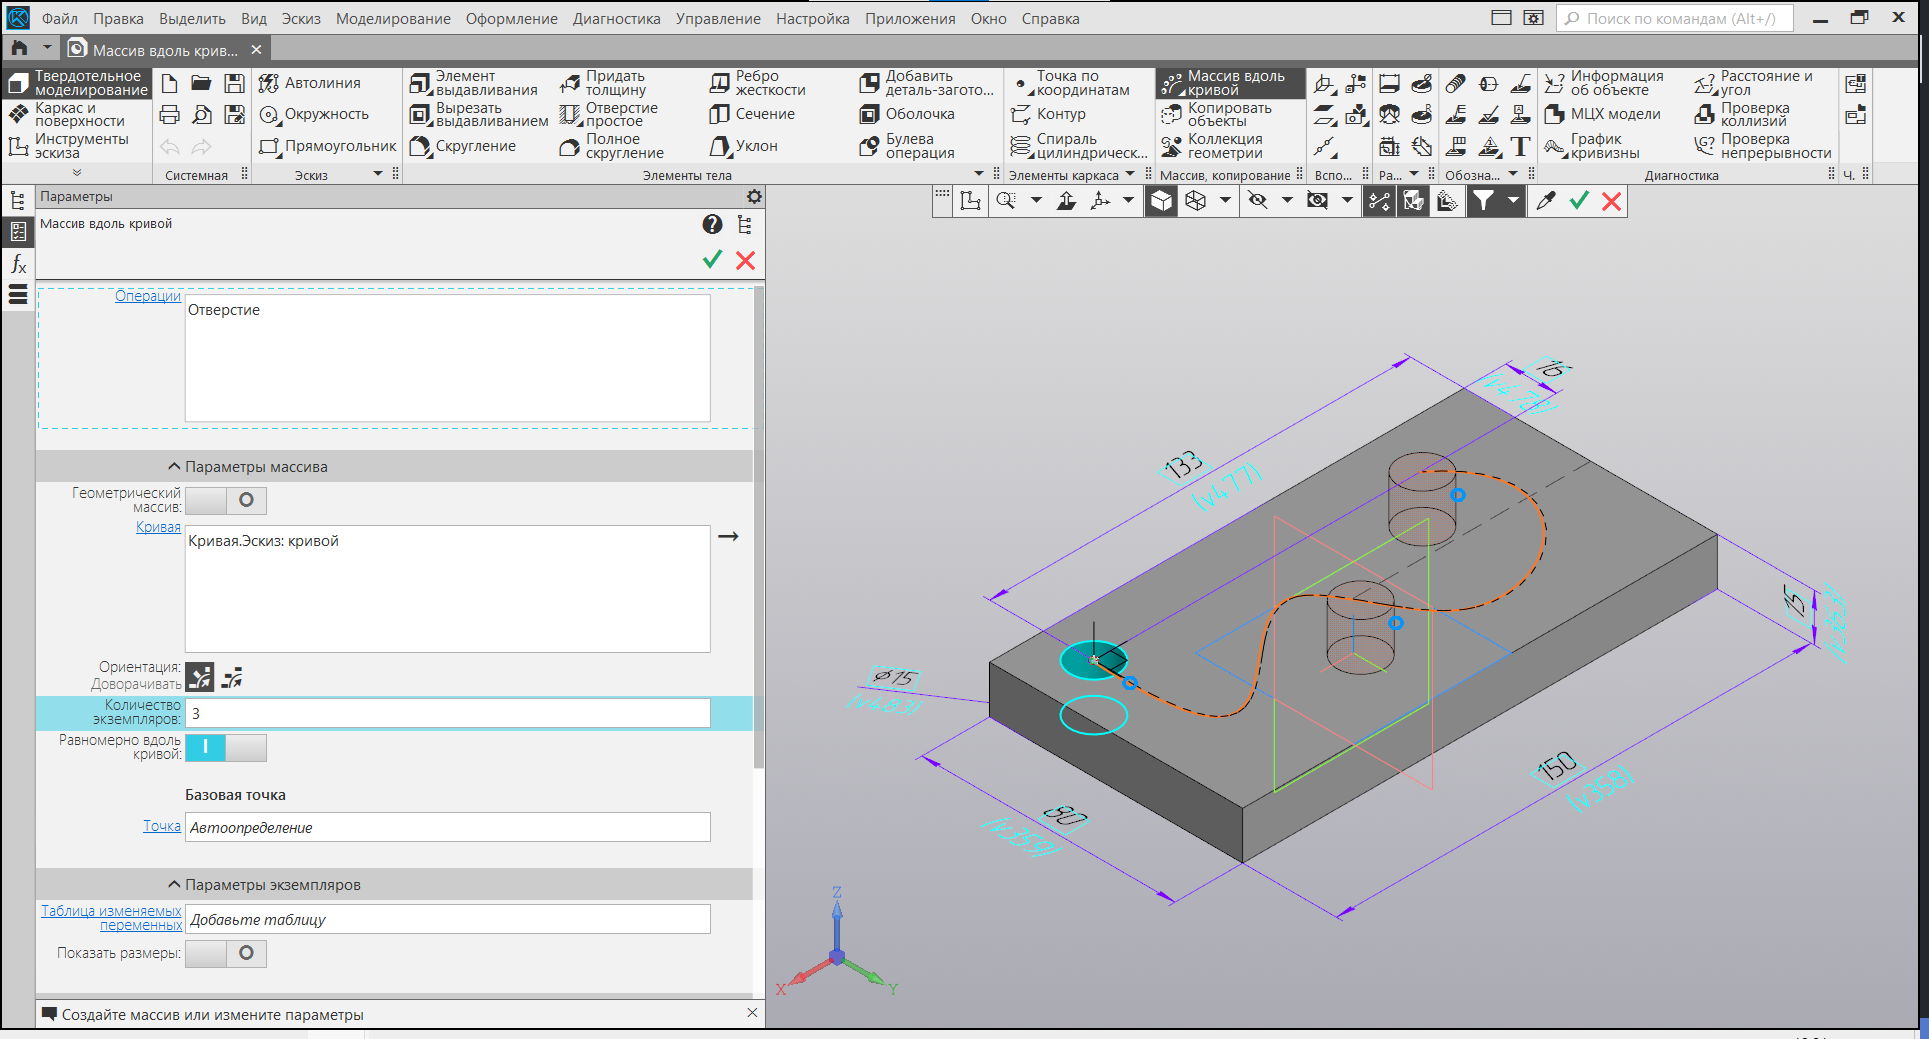 Файл Правка Выделить Вид Эскиз Моделирование Оформление Диагностика Управление Настройка Приложения Окно Справка
Поиск по командам (Alt+/)
Массив вдоль крив...
Твердотельное
моделирование
Каркас и
поверхности
Инструменты
эскиза
Системная
Автолиния
Окружность
Прямоугольник
Эскиз
Элемент
выдавливания
Вырезать
выдавливанием
Скругление
Придать
толщину
Отверстие
простое
Полное
скругление
Ребро
жесткости
Сечение
Уклон
Добавить
деталь-загото...
Оболочка
Булева
операция
Элементы тела
Точка по
координатам
Контур
Спираль
цилиндрическ...
Элементы каркаса
Массив вдоль
кривой
Копировать
объекты
Коллекция
геометрии
Массив, копирование
Вспо...
Ра...
Обозна...
Информация
об объекте
МЦХ модели
График
кривизны
Расстояние и
угол
Проверка
коллизий
Проверка
непрерывности
Диагностика
Ч.
Параметры
Массив вдоль кривой
Операции
Отверстие
Параметры массива
Геометрический
массив:
Кривая
Кривая.Эскиз: кривой
Ориентация:
Доворачивать
Количество
экземпляров:
3
Равномерно вдоль
кривой:
Базовая точка
Точка
Автоопределение
Параметры экземпляров
Таблица изменяемых
переменных
Добавьте таблицу
Показать размеры:
Создайте массив или измените параметры
133
(v477)
15
⌀15
80
150
(v358)
Z
X
Y